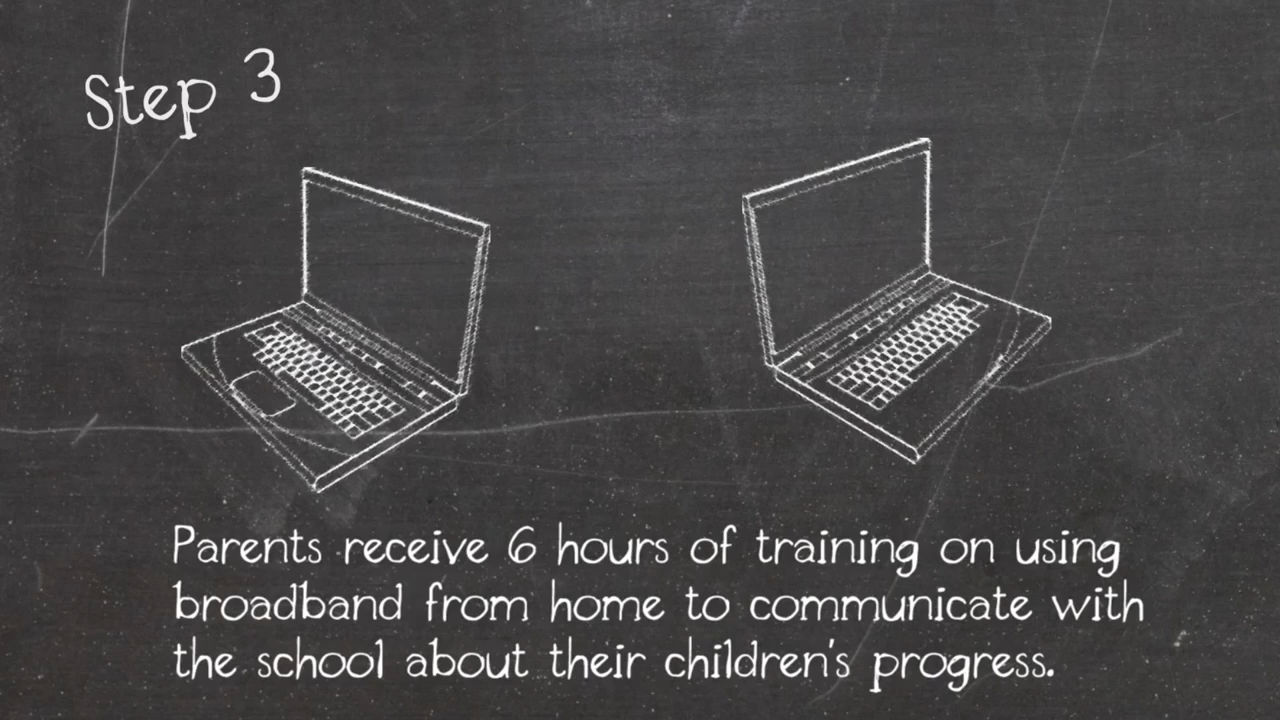 Step 3
Parents receive 6 hours of training on using
broadband from home to communicate with
the school about their children's progress.